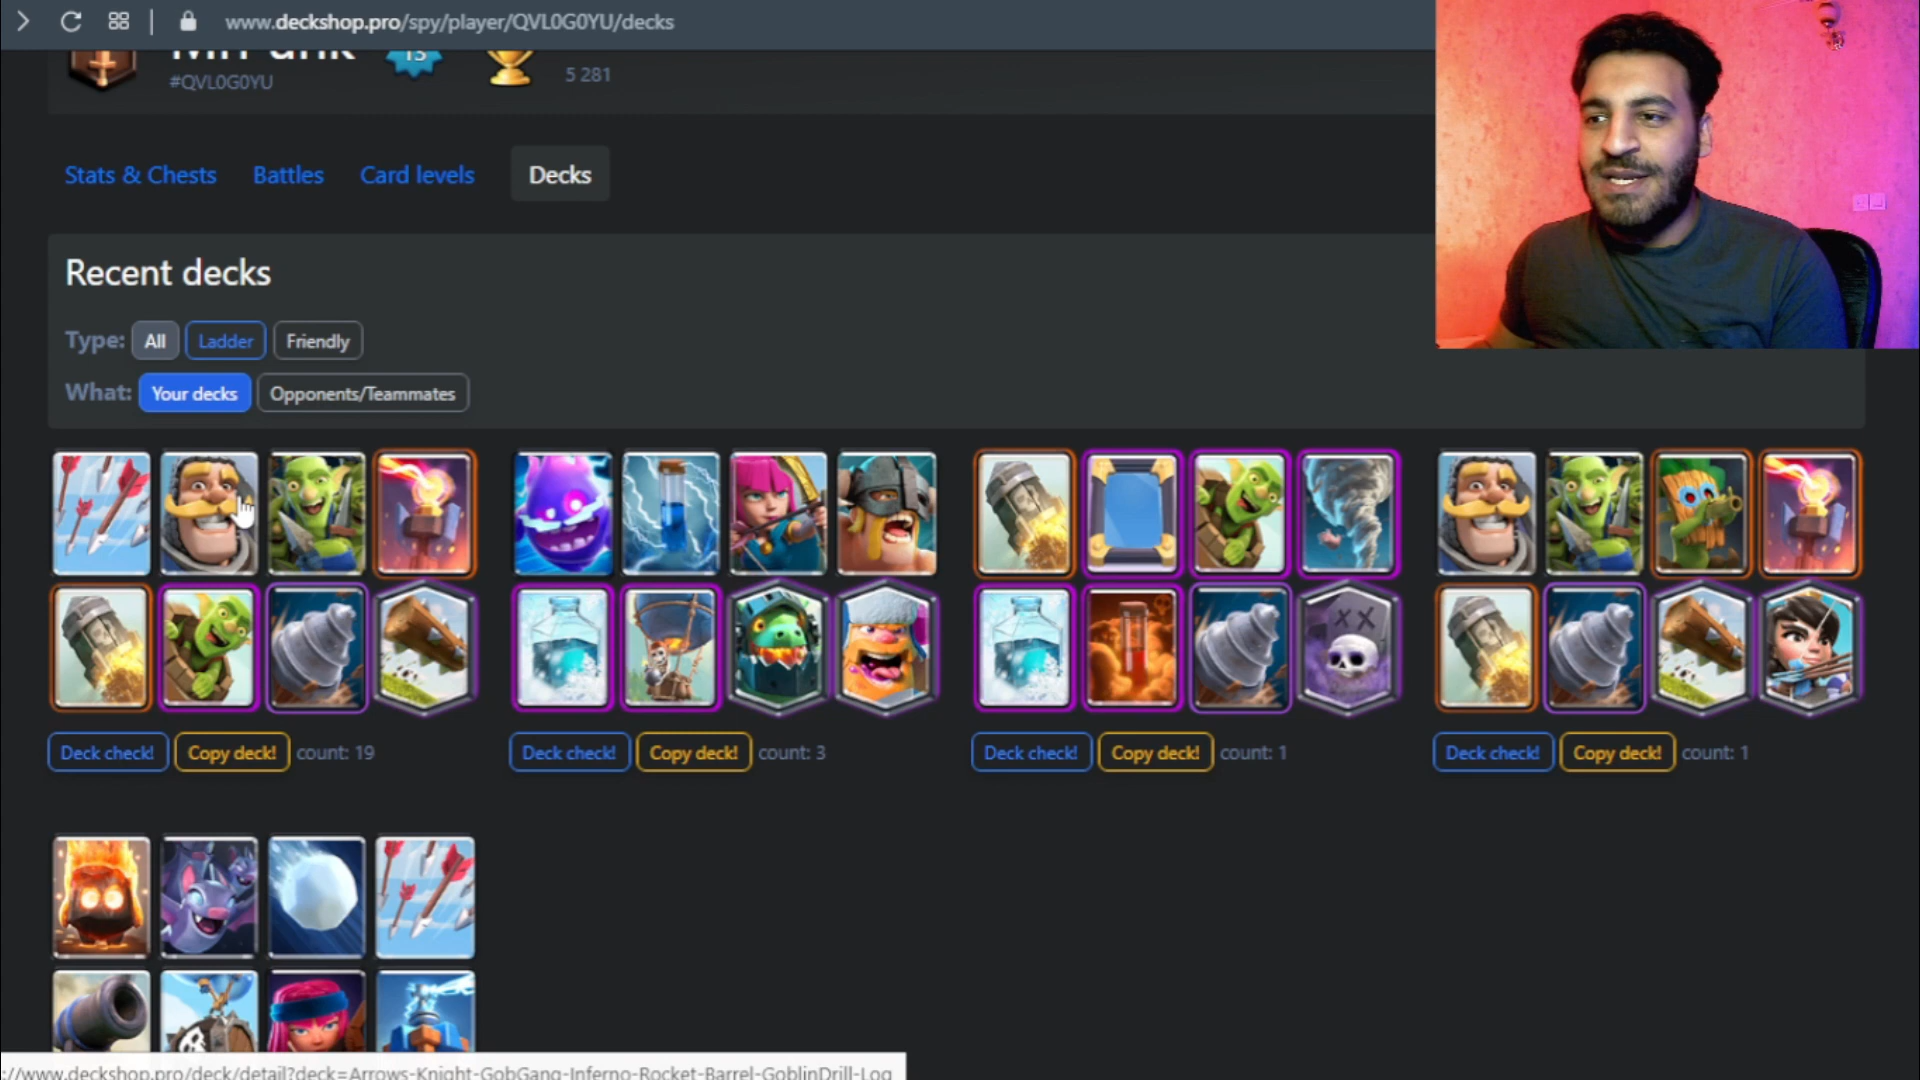 www.deckshop.pro/spy/player/QVL0G0YU/decks
13
#QVL0G0YU
5 281
Stats & Chests
Battles
Card levels
Decks
Recent decks
Type:
All
Ladder
Friendly
What:
Your decks
Opponents/Teammates
Deck check!
Copy deck!
count: 19
Deck check!
Copy deck!
count: 3
Deck check!
Copy deck!
count: 1
Deck check!
Copy deck!
count: 1
://www.deckshop.pro/deck/detail?deck=Arrows-Knight-GobGang-Inferno-Rocket-Barrel-GoblinDrill-Log